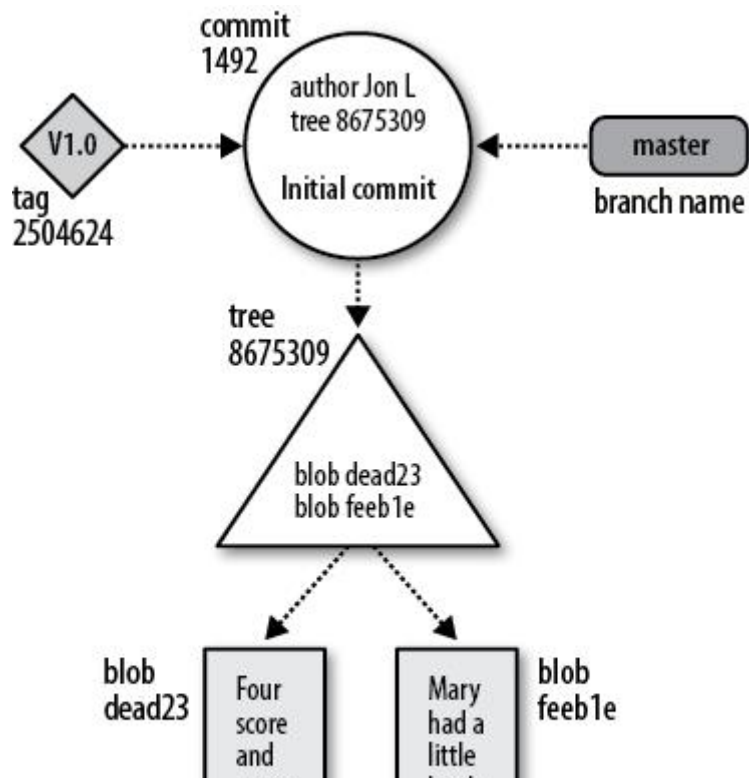 commit
1492
author Jon L
tree 8675309
Initial commit
V1.0
tag
2504624
master
branch name
tree
8675309
blob dead23
blob feeb1e
blob
dead23
Four
score
and
Mary
had a
little
blob
feeb1e